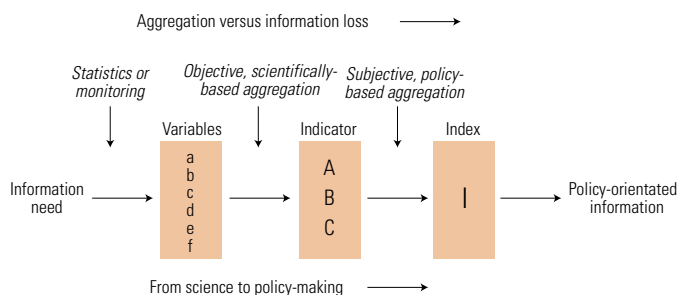 Aggregation versus information loss
Statistics or
monitoring
Objective, scientifically-
based aggregation
Subjective, policy-
based aggregation
Variables
Indicator
Index
Information
need
a
b
c
d
e
f
A
B
C
I
Policy-orientated
information
From science to policy-making